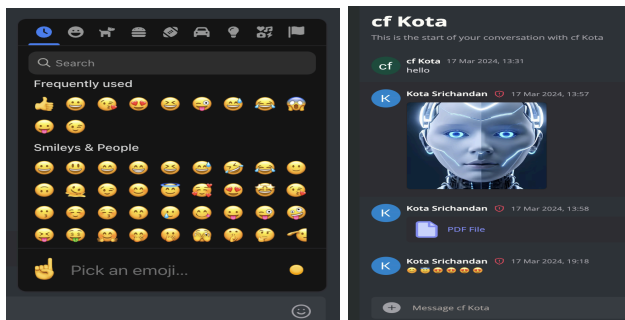 Search
Frequently used
Smileys & People
Pick an emoji...
cf Kota
This is the start of your conversation with cf Kota
cf
cf Kota 17 Mar 2024, 13:31
hello
K
Kota Srichandan 17 Mar 2024, 13:57
K
Kota Srichandan 17 Mar 2024, 13:58
PDF File
K
Kota Srichandan 17 Mar 2024, 19:18
Message cf Kota